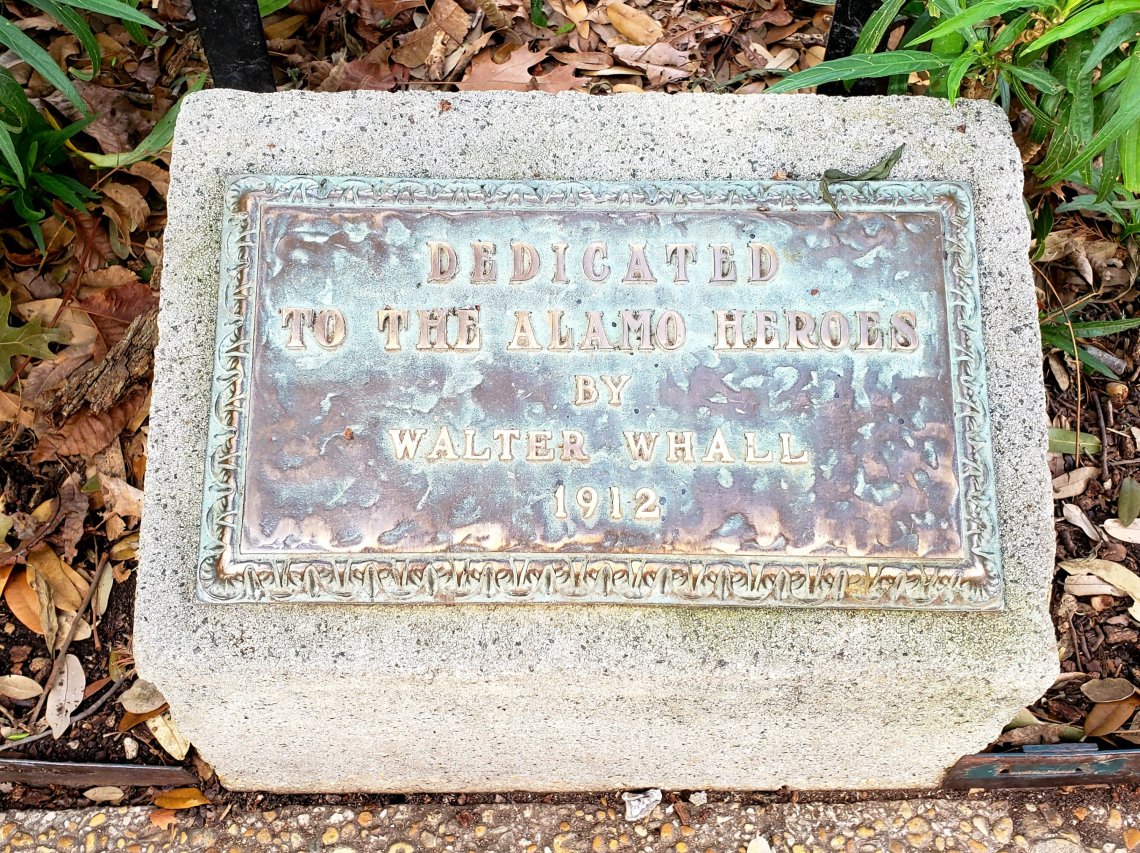 DEDICATED
TO THE ALAMO HEROES
BY
WALTER WHALL
1912